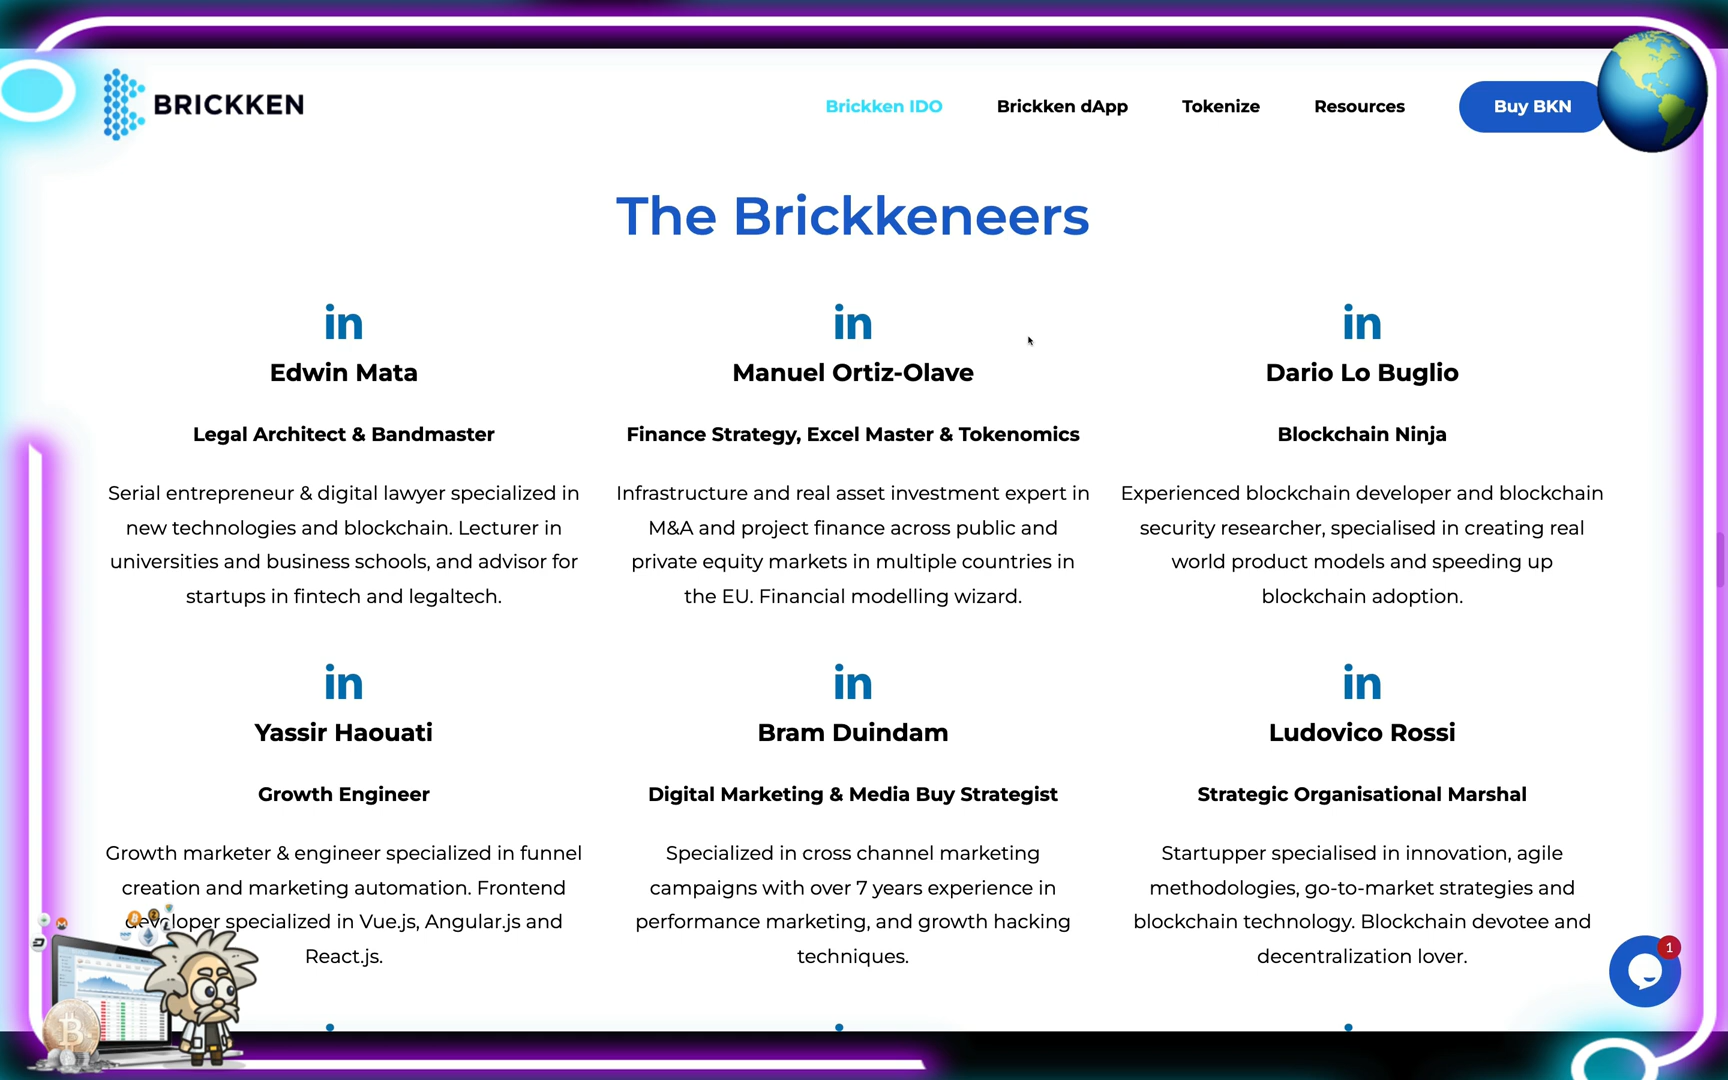 BRICKKEN
Brickken IDO
Brickken dApp
Tokenize
Resources
Buy BKN
The Brickkeneers
in
Edwin Mata
Legal Architect & Bandmaster
Serial entrepreneur & digital lawyer specialized in
new technologies and blockchain. Lecturer in
universities and business schools, and advisor for
startups in fintech and legaltech.
in
Manuel Ortiz-Olave
Finance Strategy, Excel Master & Tokenomics
Infrastructure and real asset investment expert in
M&A and project finance across public and
private equity markets in multiple countries in
the EU. Financial modelling wizard.
in
Dario Lo Buglio
Blockchain Ninja
Experienced blockchain developer and blockchain
security researcher, specialised in creating real
world product models and speeding up
blockchain adoption.
in
Yassir Haouati
Growth Engineer
Growth marketer & engineer specialized in funnel
creation and marketing automation. Frontend
developer specialized in Vue.js, Angular.js and
React.js.
in
Bram Duindam
Digital Marketing & Media Buy Strategist
Specialized in cross channel marketing
campaigns with over 7 years experience in
performance marketing, and growth hacking
techniques.
in
Ludovico Rossi
Strategic Organisational Marshal
Startupper specialised in innovation, agile
methodologies, go-to-market strategies and
blockchain technology. Blockchain devotee and
decentralization lover.
1